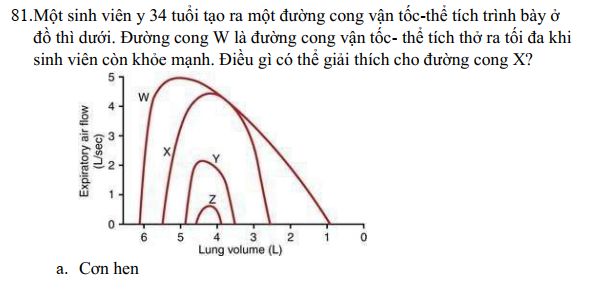 81.Một sinh viên y 34 tuổi tạo ra một đường cong vận tốc-thể tích trình bày ở
đồ thì dưới. Đường cong W là đường cong vận tốc- thể tích thở ra tối đa khi
sinh viên còn khỏe mạnh. Điều gì có thể giải thích cho đường cong X?
5
W
4
3
X
Y
2
1
Z
0
Expiratory air flow
(L/sec)
6 5 4 3 2 1 0
Lung volume (L)
a. Cơn hen